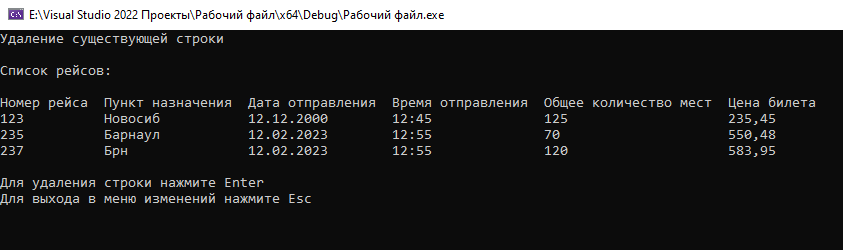 E:\Visual Studio 2022 Проекты\Рабочий файл\x64\Debug\Рабочий файл.exe
Удаление существующей строки
Список рейсов:
Номер рейса Пункт назначения Дата отправления Время отправления Общее количество мест Цена билета
123 Новосиб 12.12.2000 12:45 125 235,45
235 Барнаул 12.02.2023 12:55 70 550,48
237 Брн 12.02.2023 12:55 120 583,95
Для удаления строки нажмите Enter
Для выхода в меню изменений нажмите Esc